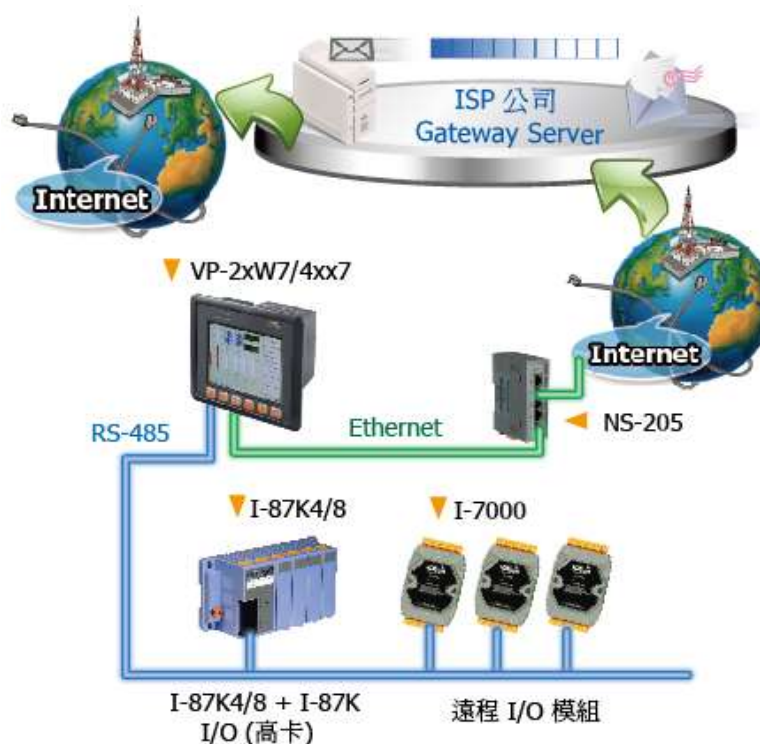 ISP 公司
Gateway Server
Internet
VP-2xW7/4xx7
Internet
RS-485
Ethernet
NS-205
I-87K4/8
I-7000
I-87K4/8 + I-87K
I/O (高卡)
遠程 I/O 模組